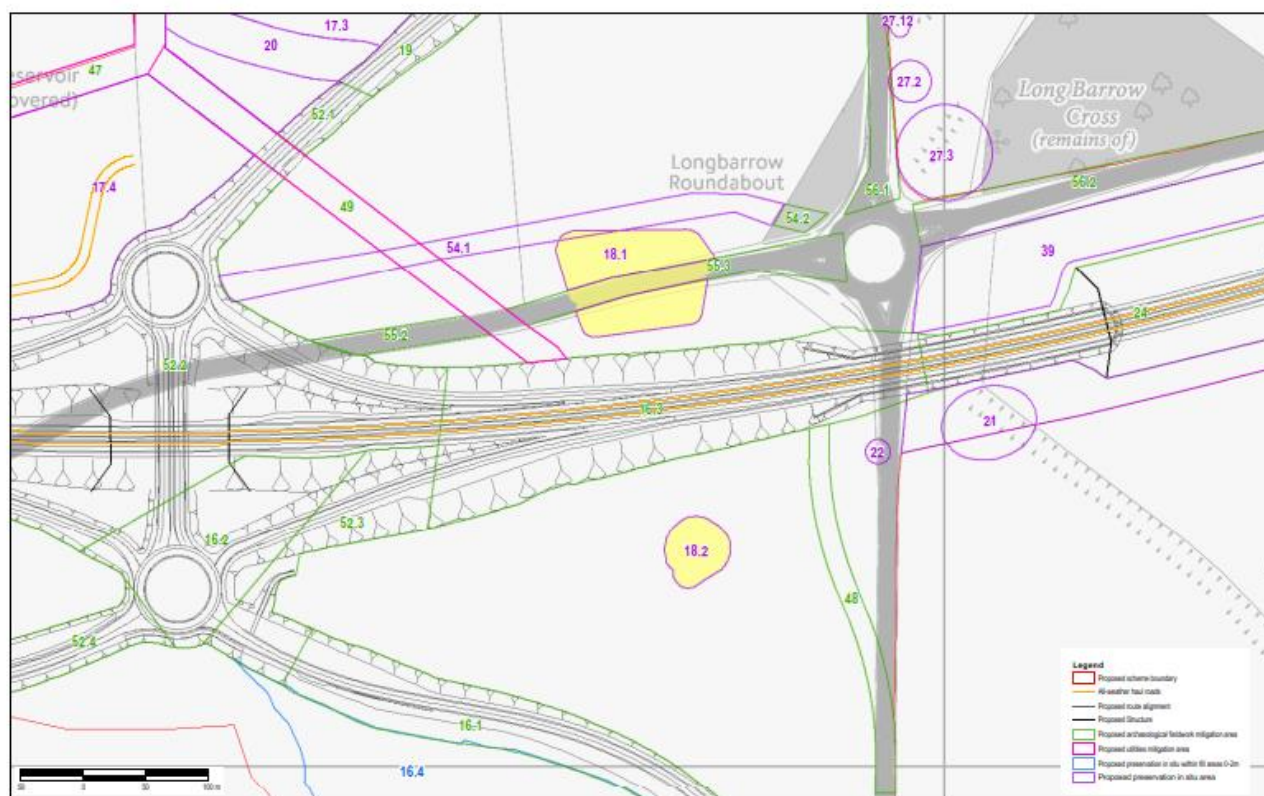 17.3
27.12
20
19
47
eservoir
overed)
27.2
52.1
Long Barrow
Cross
(remains of)
27.3
Longbarrow
Roundabout
17.4
56.1
56.2
49
54.2
54.1
18.1
39
55.3
24
55.2
52.2
16.3
21
22
52.3
16.2
18.2
48
52.4
16.1
16.4
50
0
50
100 m
Legend
Proposed scheme boundary
All-weather haul roads
Proposed route alignment
Proposed Structure
Proposed archaeological fieldwork mitigation area
Proposed utilities mitigation area
Proposed preservation in situ within fill areas 0-2m
Proposed preservation in situ area